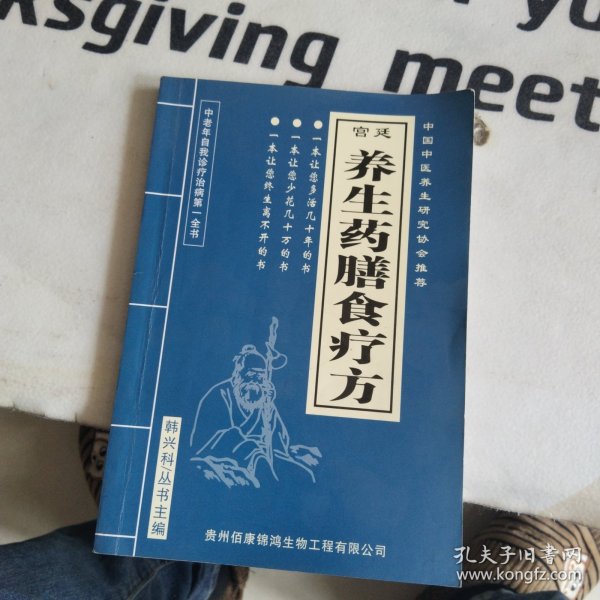 ksgiving meet
you
中国中医养生研究协会推荐
宫廷
养生药膳食疗方
●一本让您多活几十年的书
●一本让您少花几十万的书
●一本让您终生离不开的书
中老年自我诊疗治病第一全书
韩兴科/丛书主编
贵州佰康锦鸿生物工程有限公司
孔夫子旧书网
www.kongfz.com